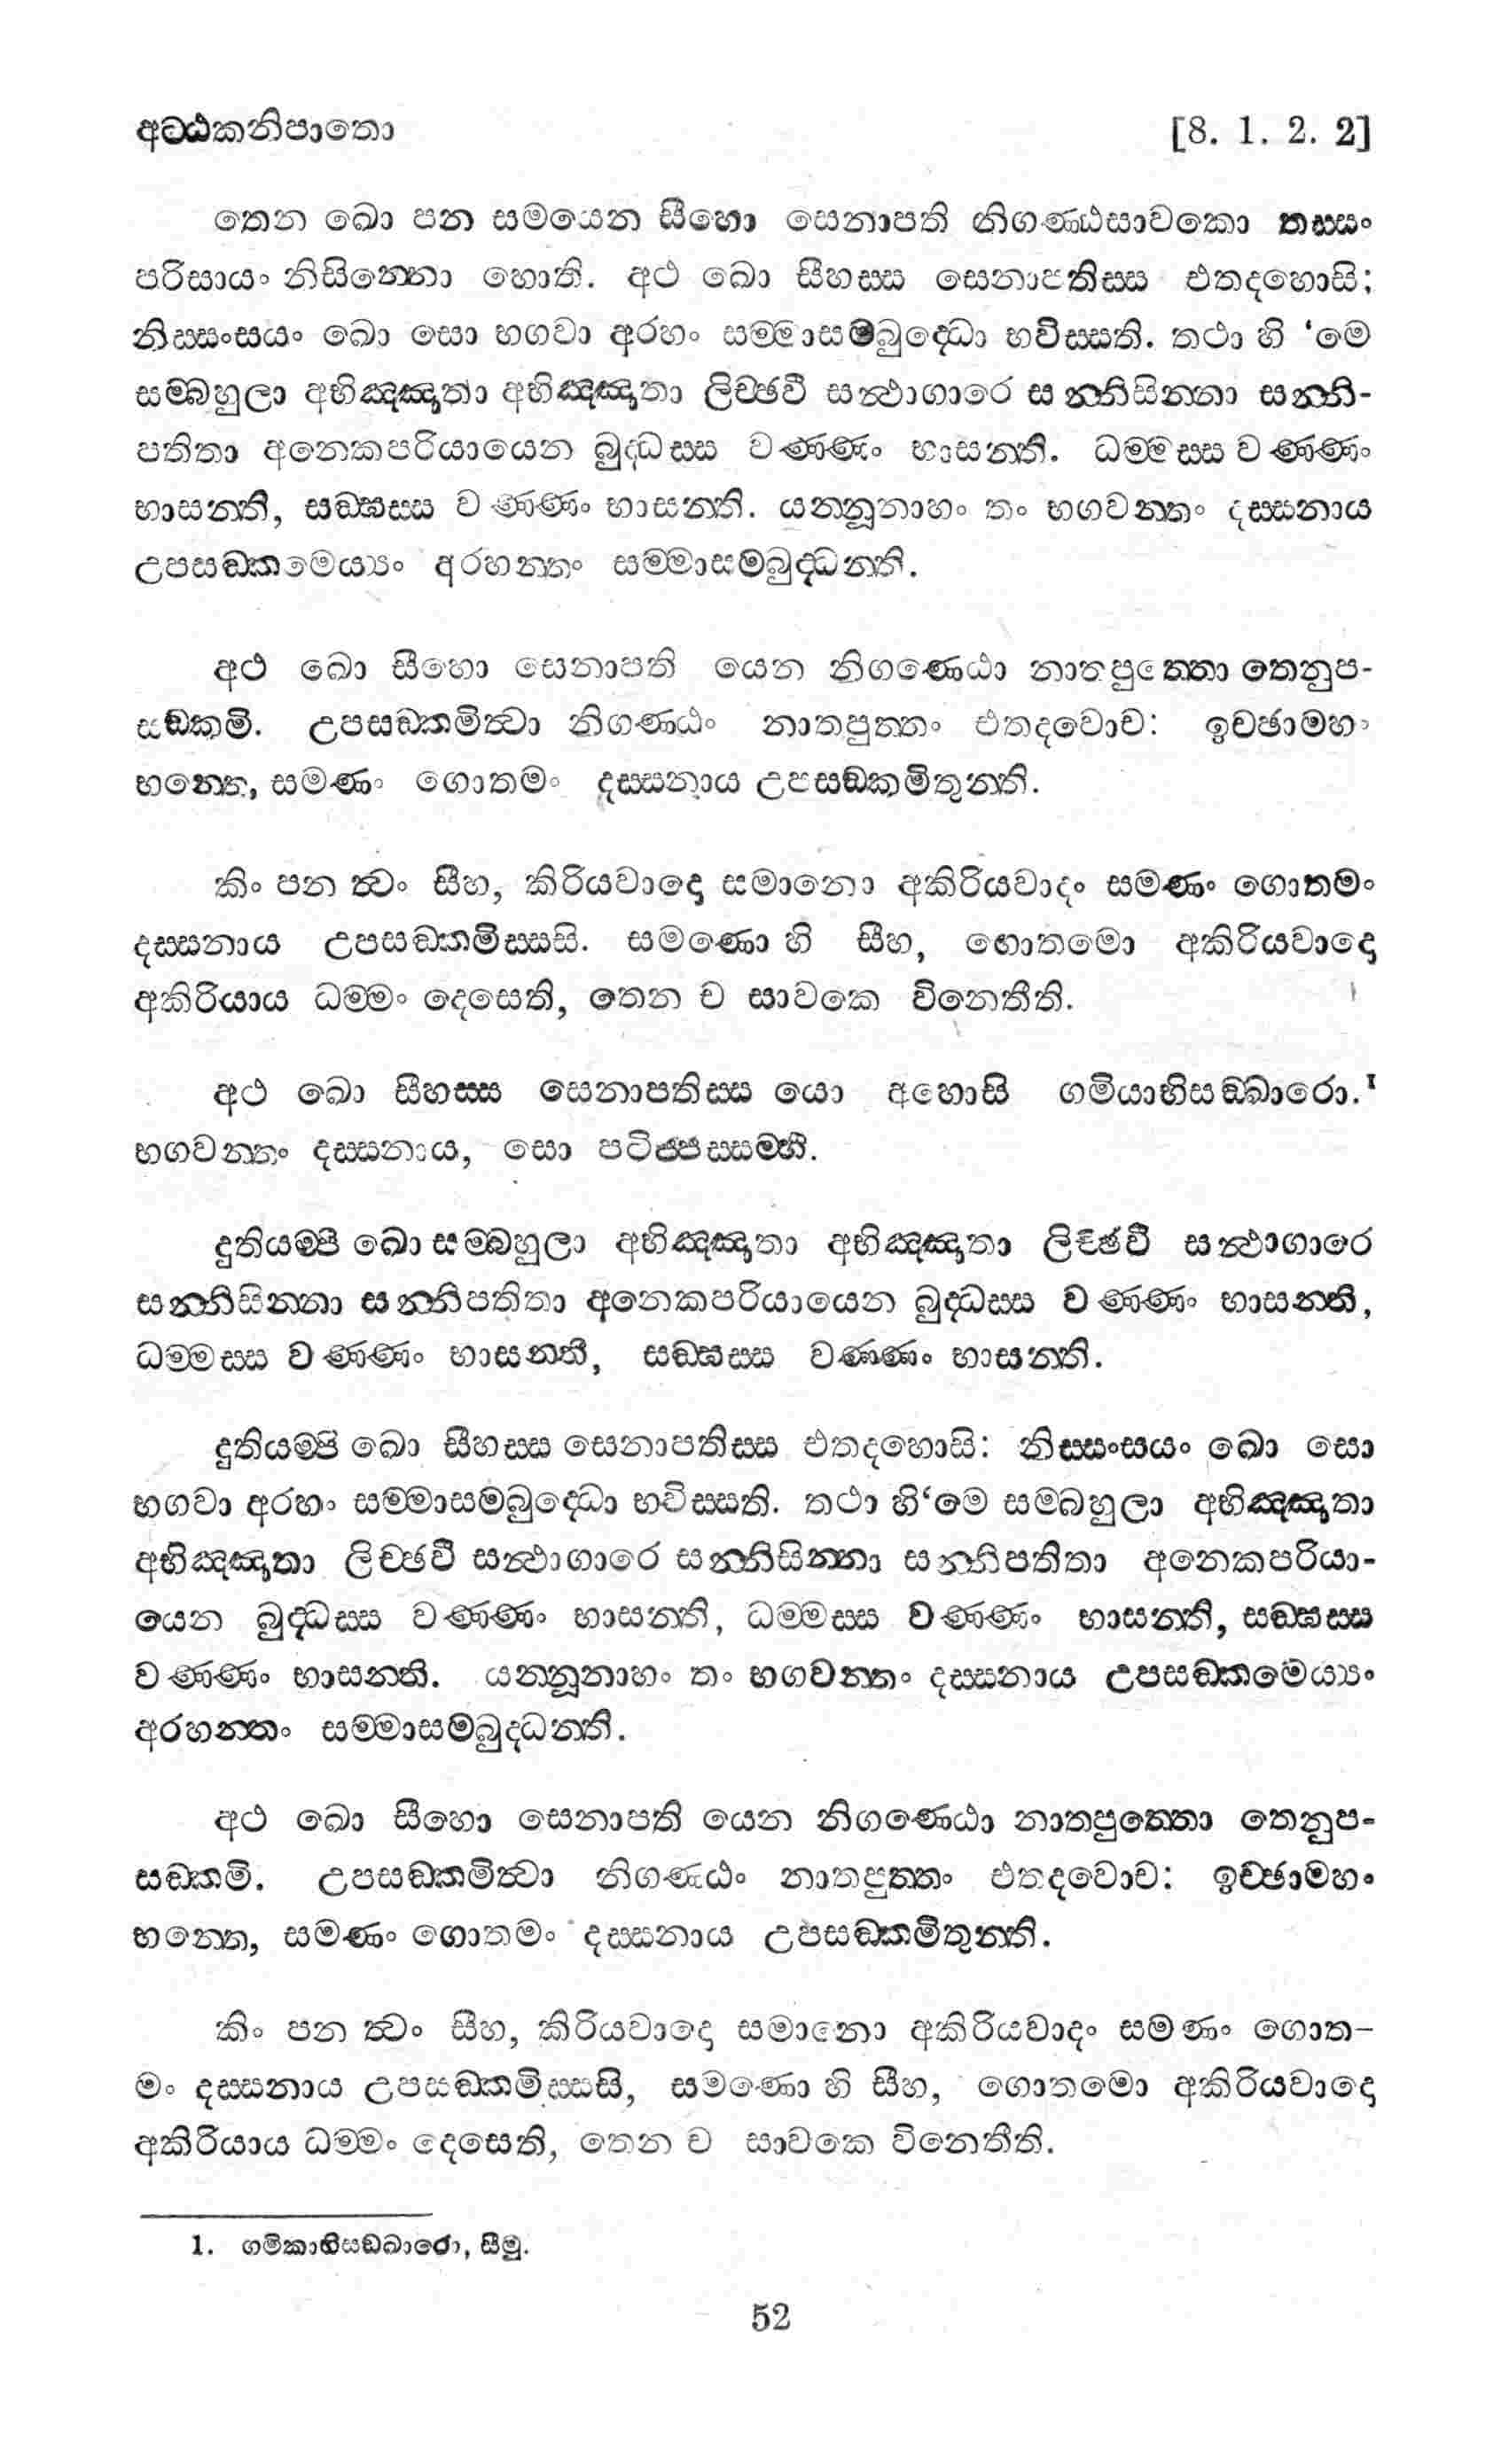 අට්ඨකනිපාතො [8. 1. 2. 2]
තෙන ඛො පන සමයෙන සීහො සෙනාපති නිගණ්ඨසාවකො තස්සං
පරිසායං නිසින්නො හොති. අථ ඛො සීහස්ස සෙනාපතිස්ස එතදහොසි:
නිස්සංසයං ඛො සො භගවා අරහං සම්මාසම්බුද්ධො භවිස්සති. තථා හි ‘මෙ
සම්බහුලා අභිඤ්ඤාතා අභිඤ්ඤාතා ලිච්ඡවී සන්ථාගාරෙ සන්නිසින්නා සන්නි-
පතිතා අනෙකපරියායෙන බුද්ධස්ස වණ්ණං භාසන්ති. ධම්මස්ස වණ්ණං
භාසන්ති, සඞ්ඝස්ස වණ්ණං භාසන්ති. යන්නූනාහං තං භගවන්තං දස්සනාය
උපසඞ්කමෙය්‍යං අරහන්තං සම්මාසම්බුද්ධන්ති.
අථ ඛො සීහො සෙනාපති යෙන නිගණ්ඨො නාතපුත්තො තෙනුප-
සඞ්කමි. උපසඞ්කමිත්වා නිගණ්ඨං නාතපුත්තං එතදවොච: ඉච්ඡාමහං
භන්තෙ, සමණං ගොතමං දස්සනාය උපසඞ්කමිතුන්ති.
කිං පන ත්වං සීහ, කිරියවාදො සමානො අකිරියවාදං සමණං ගොතමං
දස්සනාය උපසඞ්කමිස්සසි. සමණො හි සීහ, ගොතමො අකිරියවාදො
අකිරියාය ධම්මං දෙසෙති, තෙන ච සාවකෙ විනෙතීති.
අථ ඛො සීහස්ස සෙනාපතිස්ස යො අහොසි ගමියාභිසඞ්ඛාරො.¹
භගවන්තං දස්සනාය, සො පටිප්පස්සම්භි.
දුතියම්පි ඛො සම්බහුලා අභිඤ්ඤාතා අභිඤ්ඤාතා ලිච්ඡවී සන්ථාගාරෙ
සන්නිසින්නා සන්නිපතිතා අනෙකපරියායෙන බුද්ධස්ස වණ්ණං භාසන්ති,
ධම්මස්ස වණ්ණං භාසන්ති, සඞ්ඝස්ස වණ්ණං භාසන්ති.
දුතියම්පි ඛො සීහස්ස සෙනාපතිස්ස එතදහොසි: නිස්සංසයං ඛො සො
භගවා අරහං සම්මාසම්බුද්ධො භවිස්සති. තථා හි‘මෙ සම්බහුලා අභිඤ්ඤාතා
අභිඤ්ඤාතා ලිච්ඡවී සන්ථාගාරෙ සන්නිසින්නා සන්නිපතිතා අනෙකපරියා-
යෙන බුද්ධස්ස වණ්ණං භාසන්ති, ධම්මස්ස වණ්ණං භාසන්ති, සඞ්ඝස්ස
වණ්ණං භාසන්ති. යන්නූනාහං තං භගවන්තං දස්සනාය උපසඞ්කමෙය්‍යං
අරහන්තං සම්මාසම්බුද්ධන්ති.
අථ ඛො සීහො සෙනාපති යෙන නිගණ්ඨො නාතපුත්තො තෙනුප-
සඞ්කමි. උපසඞ්කමිත්වා නිගණ්ඨං නාතපුත්තං එතදවොච: ඉච්ඡාමහං
භන්තෙ, සමණං ගොතමං දස්සනාය උපසඞ්කමිතුන්ති.
කිං පන ත්වං සීහ, කිරියවාදො සමානො අකිරියවාදං සමණං ගොත-
මං දස්සනාය උපසඞ්කමිස්සසි, සමණො හි සීහ, ගොතමො අකිරියවාදො
අකිරියාය ධම්මං දෙසෙති, තෙන ච සාවකෙ විනෙතීති.
1. ගමිකාභිසඞ්ඛාරො, සීමු.
52